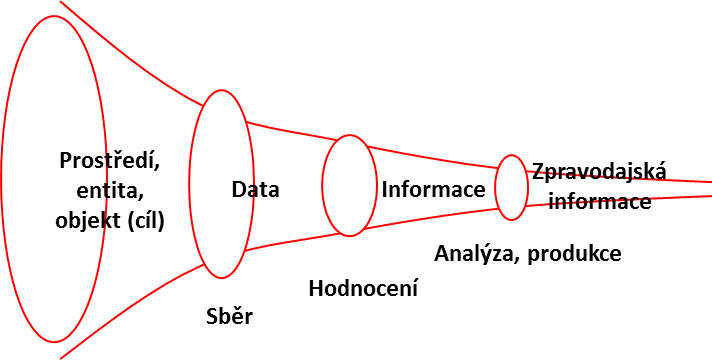 Prostředí,
entita,
objekt (cíl)
Data
Informace
Zpravodajská
informace
Sběr
Hodnocení
Analýza, produkce